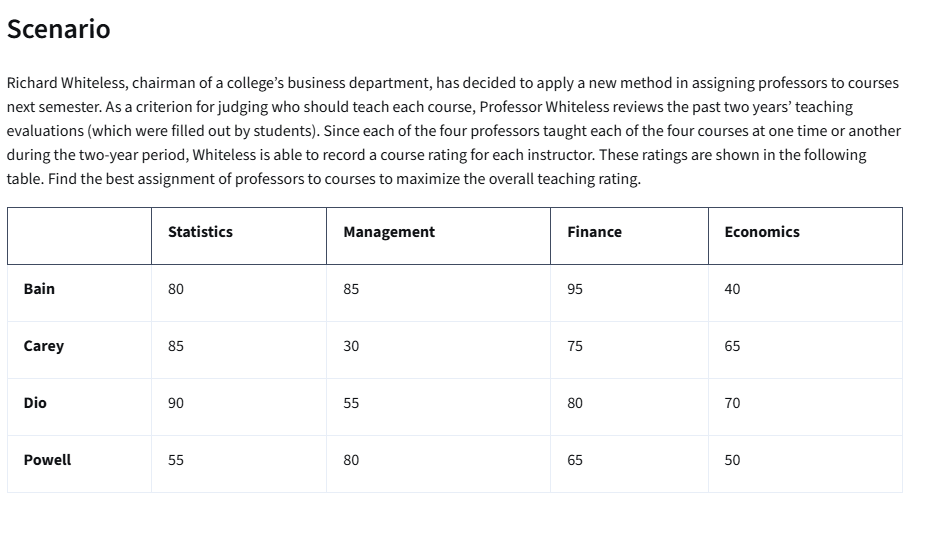 Scenario
Richard Whiteless, chairman of a college’s business department, has decided to apply a new method in assigning professors to courses
next semester. As a criterion for judging who should teach each course, Professor Whiteless reviews the past two years’ teaching
evaluations (which were filled out by students). Since each of the four professors taught each of the four courses at one time or another
during the two-year period, Whiteless is able to record a course rating for each instructor. These ratings are shown in the following
table. Find the best assignment of professors to courses to maximize the overall teaching rating.
Statistics Management Finance Economics
Bain 80 85 95 40
Carey 85 30 75 65
Dio 90 55 80 70
Powell 55 80 65 50